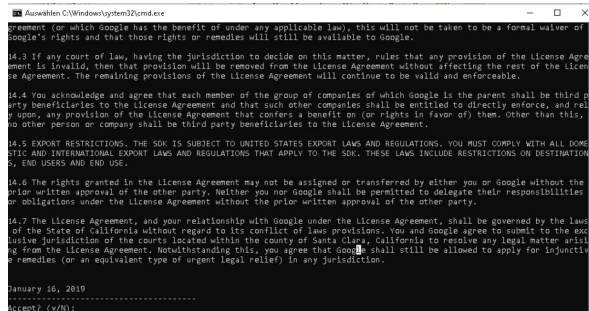 Auswählen C:\Windows\system32\cmd.exe
greement (or which Google has the benefit of under any applicable law), this will not be taken to be a formal waiver of
Google's rights and that those rights or remedies will still be available to Google.
14.3 If any court of law, having the jurisdiction to decide on this matter, rules that any provision of the License Agre
ement is invalid, then that provision will be removed from the License Agreement without affecting the rest of the Licen
se Agreement. The remaining provisions of the License Agreement will continue to be valid and enforceable.
14.4 You acknowledge and agree that each member of the group of companies of which Google is the parent shall be third p
arty beneficiaries to the License Agreement and that such other companies shall be entitled to directly enforce, and rel
y upon, any provision of the License Agreement that confers a benefit on (or rights in favor of) them. Other than this,
no other person or company shall be third party beneficiaries to the License Agreement.
14.5 EXPORT RESTRICTIONS. THE SDK IS SUBJECT TO UNITED STATES EXPORT LAWS AND REGULATIONS. YOU MUST COMPLY WITH ALL DOME
STIC AND INTERNATIONAL EXPORT LAWS AND REGULATIONS THAT APPLY TO THE SDK. THESE LAWS INCLUDE RESTRICTIONS ON DESTINATION
S, END USERS AND END USE.
14.6 The rights granted in the License Agreement may not be assigned or transferred by either you or Google without the
prior written approval of the other party. Neither you nor Google shall be permitted to delegate their responsibilities
or obligations under the License Agreement without the prior written approval of the other party.
14.7 The License Agreement, and your relationship with Google under the License Agreement, shall be governed by the laws
of the State of California without regard to its conflict of laws provisions. You and Google agree to submit to the exc
lusive jurisdiction of the courts located within the county of Santa Clara, California to resolve any legal matter arisi
ng from the License Agreement. Notwithstanding this, you agree that Google shall still be allowed to apply for injunctiv
e remedies (or an equivalent type of urgent legal relief) in any jurisdiction.
January 16, 2019
---------------------------------------
Accept? (y/N):